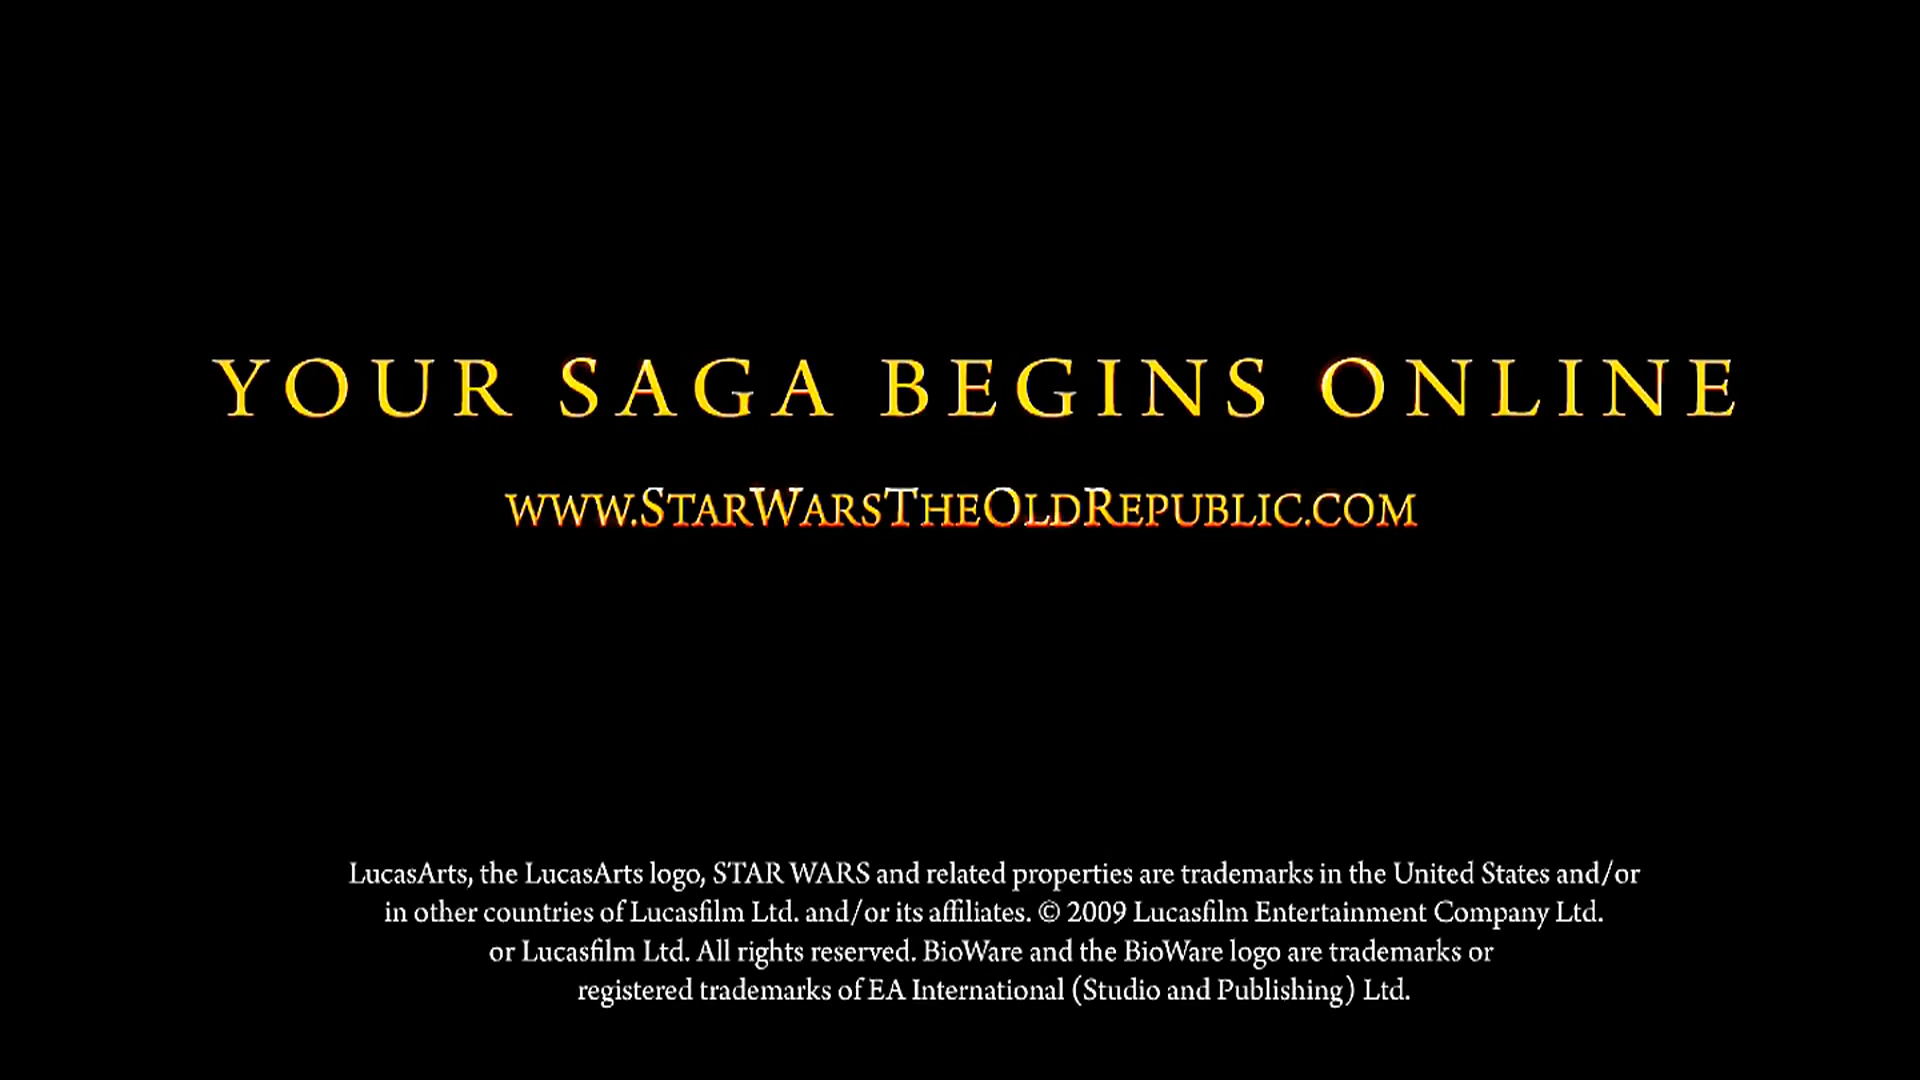 YOUR SAGA BEGINS ONLINE
WWW.STARWARSTHEOLDREPUBLIC.COM
LucasArts, the LucasArts logo, STAR WARS and related properties are trademarks in the United States and/or
in other countries of Lucasfilm Ltd. and/or its affiliates. © 2009 Lucasfilm Entertainment Company Ltd.
or Lucasfilm Ltd. All rights reserved. BioWare and the BioWare logo are trademarks or
registered trademarks of EA International (Studio and Publishing) Ltd.